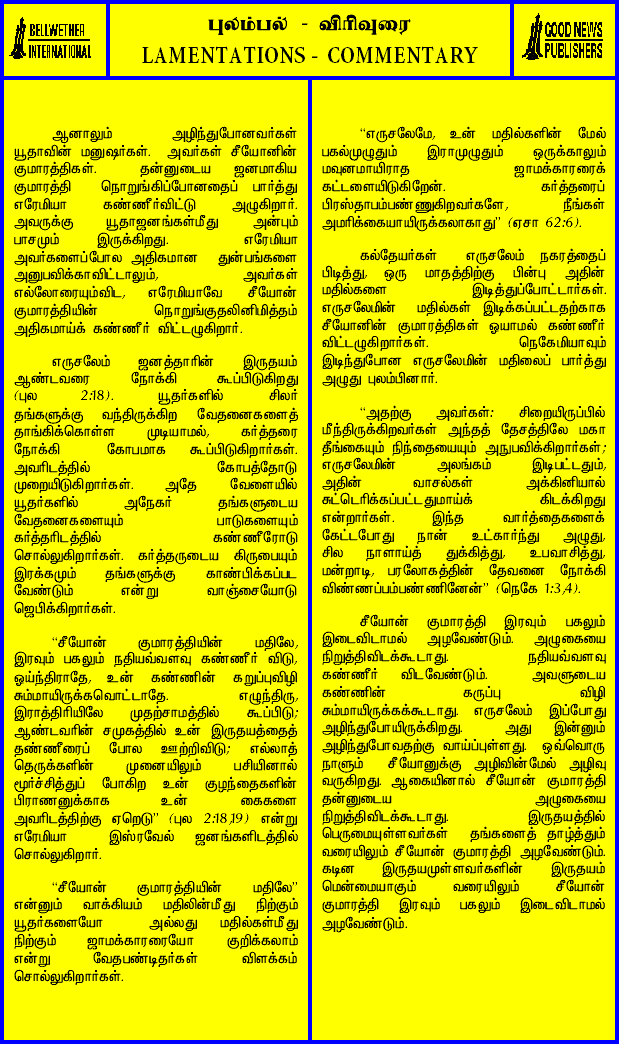 BELLWETHER
INTERNATIONAL
புலம்பல் - விரிவுரை
LAMENTATIONS - COMMENTARY
GOOD NEWS
PUBLISHERS
ஆனாலும் அழிந்துபோனவர்கள்
யூதாவின் மனுஷர்கள். அவர்கள் சீயோனின்
குமாரத்திகள். தன்னுடைய ஜனமாகிய
குமாரத்தி நொறுங்கிப்போனதைப் பார்த்து
எரேமியா கண்ணீர்விட்டு அழுகிறார்.
அவருக்கு யூதாஜனங்கள்மீது அன்பும்
பாசமும் இருக்கிறது. எரேமியா
அவர்களைப்போல அதிகமான துன்பங்களை
அனுபவிக்காவிட்டாலும், அவர்கள்
எல்லோரையும்விட, எரேமியாவே சீயோன்
குமாரத்தியின் நொறுங்குதலினிமித்தம்
அதிகமாய்க் கண்ணீர் விட்டழுகிறார்.
எருசலேம் ஜனத்தாரின் இருதயம்
ஆண்டவரை நோக்கி கூப்பிடுகிறது
(புல 2:18). யூதர்களில் சிலர்
தங்களுக்கு வந்திருக்கிற வேதனைகளைத்
தாங்கிக்கொள்ள முடியாமல், கர்த்தரை
நோக்கி கோபமாக கூப்பிடுகிறார்கள்.
அவரிடத்தில் கோபத்தோடு
முறையிடுகிறார்கள். அதே வேளையில்
யூதர்களில் அநேகர் தங்களுடைய
வேதனைகளையும் பாடுகளையும்
கர்த்தரிடத்தில் கண்ணீரோடு
சொல்லுகிறார்கள். கர்த்தருடைய கிருபையும்
இரக்கமும் தங்களுக்கு காண்பிக்கப்பட
வேண்டும் என்று வாஞ்சையோடு
ஜெபிக்கிறார்கள்.
“சீயோன் குமாரத்தியின் மதிலே,
இரவும் பகலும் நதியவ்வளவு கண்ணீர் விடு,
ஓய்ந்திராதே, உன் கண்ணின் கறுப்புவிழி
சும்மாயிருக்கவொட்டாதே. எழுந்திரு,
இராத்திரியிலே முதற்சாமத்தில் கூப்பிடு;
ஆண்டவரின் சமுகத்தில் உன் இருதயத்தைத்
தண்ணீரைப் போல ஊற்றிவிடு; எல்லாத்
தெருக்களின் முனையிலும் பசியினால்
மூர்ச்சித்துப் போகிற உன் குழந்தைகளின்
பிராணனுக்காக உன் கைகளை
அவரிடத்திற்கு ஏறெடு” (புல 2:18,19) என்று
எரேமியா இஸ்ரவேல் ஜனங்களிடத்தில்
சொல்லுகிறார்.
“சீயோன் குமாரத்தியின் மதிலே”
என்னும் வாக்கியம் மதிலின்மீது நிற்கும்
யூதர்களையோ அல்லது மதில்கள்மீது
நிற்கும் ஜாமக்காரரையோ குறிக்கலாம்
என்று வேதபண்டிதர்கள் விளக்கம்
சொல்லுகிறார்கள்.
“எருசலேமே, உன் மதில்களின் மேல்
பகல்முழுதும் இராமுழுதும் ஒருக்காலும்
மவுனமாயிராத ஜாமக்காரரைக்
கட்டளையிடுகிறேன். கர்த்தரைப்
பிரஸ்தாபம்பண்ணுகிறவர்களே, நீங்கள்
அமரிக்கையாயிருக்கலாகாது” (ஏசா 62:6).
கல்தேயர்கள் எருசலேம் நகரத்தைப்
பிடித்து, ஒரு மாதத்திற்கு பின்பு அதின்
மதில்களை இடித்துப்போட்டார்கள்.
எருசலேமின் மதில்கள் இடிக்கப்பட்டதற்காக
சீயோனின் குமாரத்திகள் ஓயாமல் கண்ணீர்
விட்டழுகிறார்கள். நெகேமியாவும்
இடிந்துபோன எருசலேமின் மதிலைப் பார்த்து
அழுது புலம்பினார்.
“அதற்கு அவர்கள்: சிறையிருப்பில்
மீந்திருக்கிறவர்கள் அந்தத் தேசத்திலே மகா
தீங்கையும் நிந்தையையும் அநுபவிக்கிறார்கள்;
எருசலேமின் அலங்கம் இடிபட்டதும்,
அதின் வாசல்கள் அக்கினியால்
சுட்டெரிக்கப்பட்டதுமாய்க் கிடக்கிறது
என்றார்கள். இந்த வார்த்தைகளைக்
கேட்டபோது நான் உட்கார்ந்து அழுது,
சில நாளாய்த் துக்கித்து, உபவாசித்து,
மன்றாடி, பரலோகத்தின் தேவனை நோக்கி
விண்ணப்பம்பண்ணினேன்” (நெகே 1:3,4).
சீயோன் குமாரத்தி இரவும் பகலும்
இடைவிடாமல் அழவேண்டும். அழுகையை
நிறுத்திவிடக்கூடாது. நதியவ்வளவு
கண்ணீர் விடவேண்டும். அவளுடைய
கண்ணின் கருப்பு விழி
சும்மாயிருக்கக்கூடாது. எருசலேம் இப்போது
அழிந்துபோயிருக்கிறது. அது இன்னும்
அழிந்துபோவதற்கு வாய்ப்புள்ளது. ஒவ்வொரு
நாளும் சீயோனுக்கு அழிவின்மேல் அழிவு
வருகிறது. ஆகையினால் சீயோன் குமாரத்தி
தன்னுடைய அழுகையை
நிறுத்திவிடக்கூடாது. இருதயத்தில்
பெருமையுள்ளவர்கள் தங்களைத் தாழ்த்தும்
வரையிலும் சீயோன் குமாரத்தி அழவேண்டும்.
கடின இருதயமுள்ளவர்களின் இருதயம்
மென்மையாகும் வரையிலும் சீயோன்
குமாரத்தி இரவும் பகலும் இடைவிடாமல்
அழவேண்டும்.